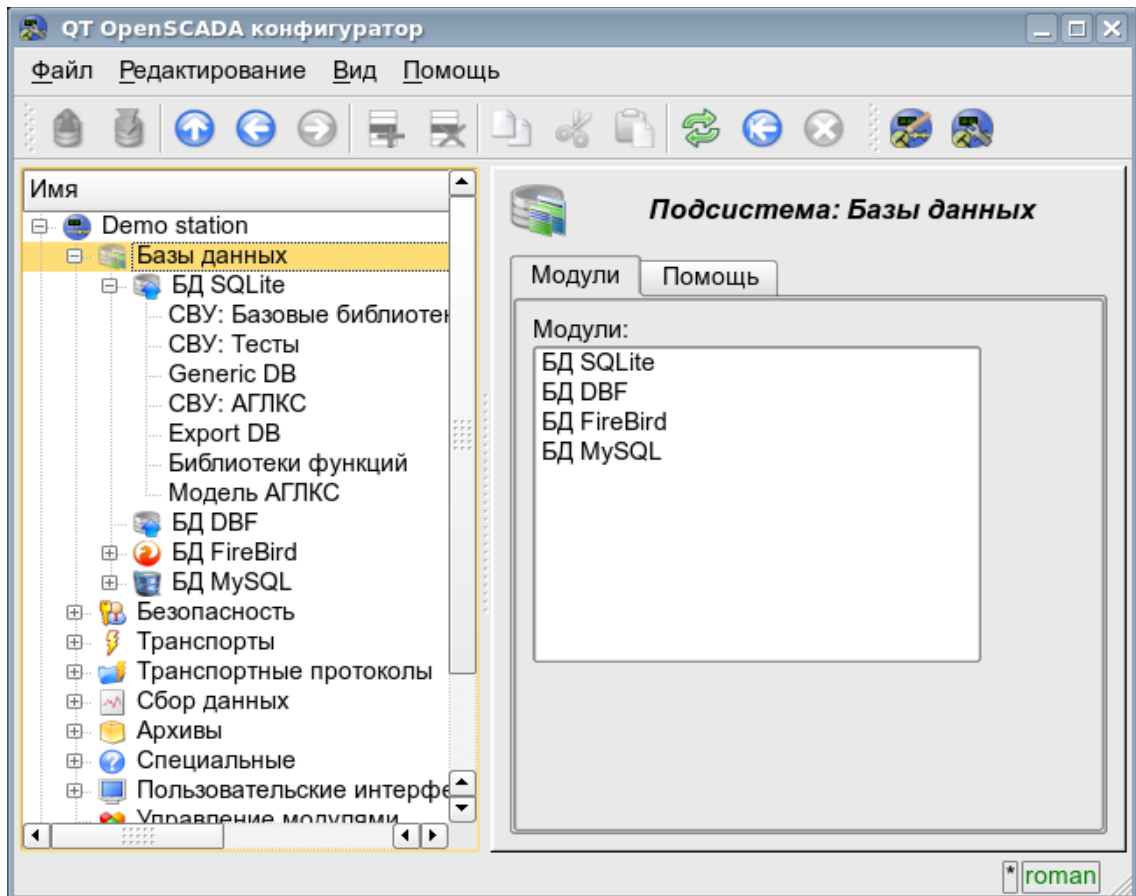 QT OpenSCADA конфигуратор
Файл Редактирование Вид Помощь
Имя
Demo station
Базы данных
БД SQLite
СВУ: Базовые библиотек
СВУ: Тесты
Generic DB
СВУ: АГЛКС
Export DB
Библиотеки функций
Модель АГЛКС
БД DBF
БД FireBird
БД MySQL
Безопасность
Транспорты
Транспортные протоколы
Сбор данных
Архивы
Специальные
Пользовательские интерфе
Управление модулями
Подсистема: Базы данных
Модули Помощь
Модули:
БД SQLite
БД DBF
БД FireBird
БД MySQL
* roman